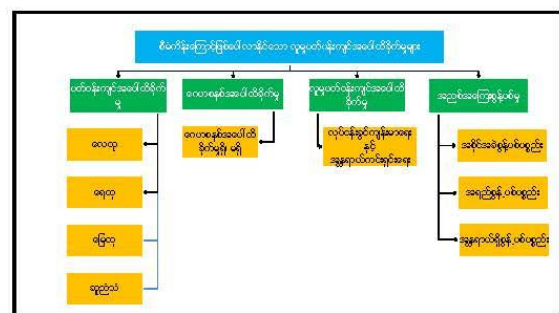 စီမံကိန်းကြောင့်ဖြစ်ပေါ်လာနိုင်သော လူမှုပတ်ဝန်းကျင်အပေါ်ထိခိုက်မှုများ
ပတ်ဝန်းကျင်အပေါ်ထိခိုက်
မှု
ဂေဟစနစ်အပေါ်ထိခိုက်မှု
လူမှုပတ်ဝန်းကျင်အပေါ်ထိ
ခိုက်မှု
အညစ်အကြေးစွန့်ပစ်မှု
လေထု
ရေထု
မြေထု
ဆူညံသံ
ဂေဟစနစ်အပေါ်ထိ
ခိုက်မှုရှိ၊ မရှိ
လုပ်ငန်းခွင်ကျန်းမာရေး
နှင့်
အန္တရာယ်ကင်းရှင်းရေး
အစိုင်အခဲစွန့်ပစ်ပစ္စည်း
အရည်စွန့်ပစ်ပစ္စည်း
အန္တရာယ်ရှိစွန့်ပစ်ပစ္စည်း